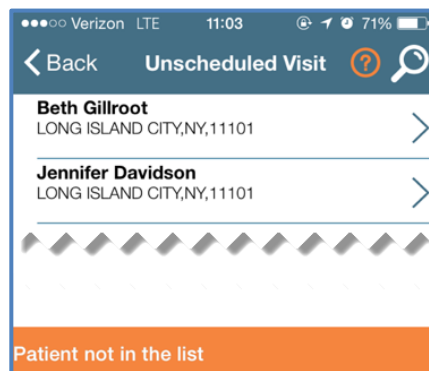 Verizon LTE 11:03 71%
Back Unscheduled Visit ?
Beth Gillroot
LONG ISLAND CITY,NY,11101
Jennifer Davidson
LONG ISLAND CITY,NY,11101
Patient not in the list